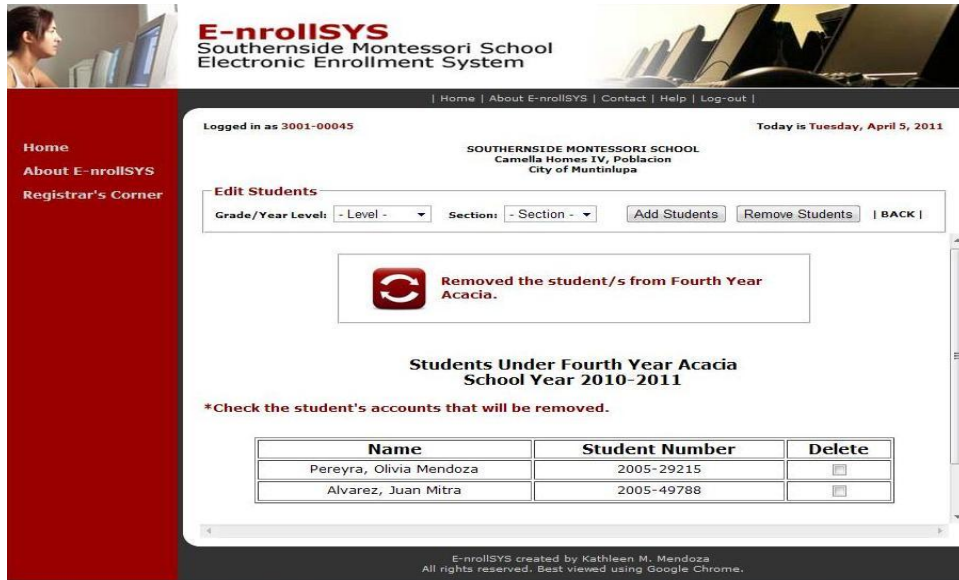 E-nrollSYS
Southernside Montessori School
Electronic Enrollment System
| Home | About E-nrollSYS | Contact | Help | Log-out |
Home
About E-nrollSYS
Registrar's Corner
Logged in as 3001-00045
Today is Tuesday, April 5, 2011
SOUTHERNSIDE MONTESSORI SCHOOL
Camella Homes IV, Poblacion
City of Muntinlupa
Edit Students
Grade/Year Level: - Level - Section: - Section - Add Students Remove Students | BACK |
Removed the student/s from Fourth Year
Acacia.
Students Under Fourth Year Acacia
School Year 2010-2011
*Check the student's accounts that will be removed.
Name Student Number Delete
Pereyra, Olivia Mendoza 2005-29215
Alvarez, Juan Mitra 2005-49788
E-nrollSYS created by Kathleen M. Mendoza
All rights reserved. Best viewed using Google Chrome.